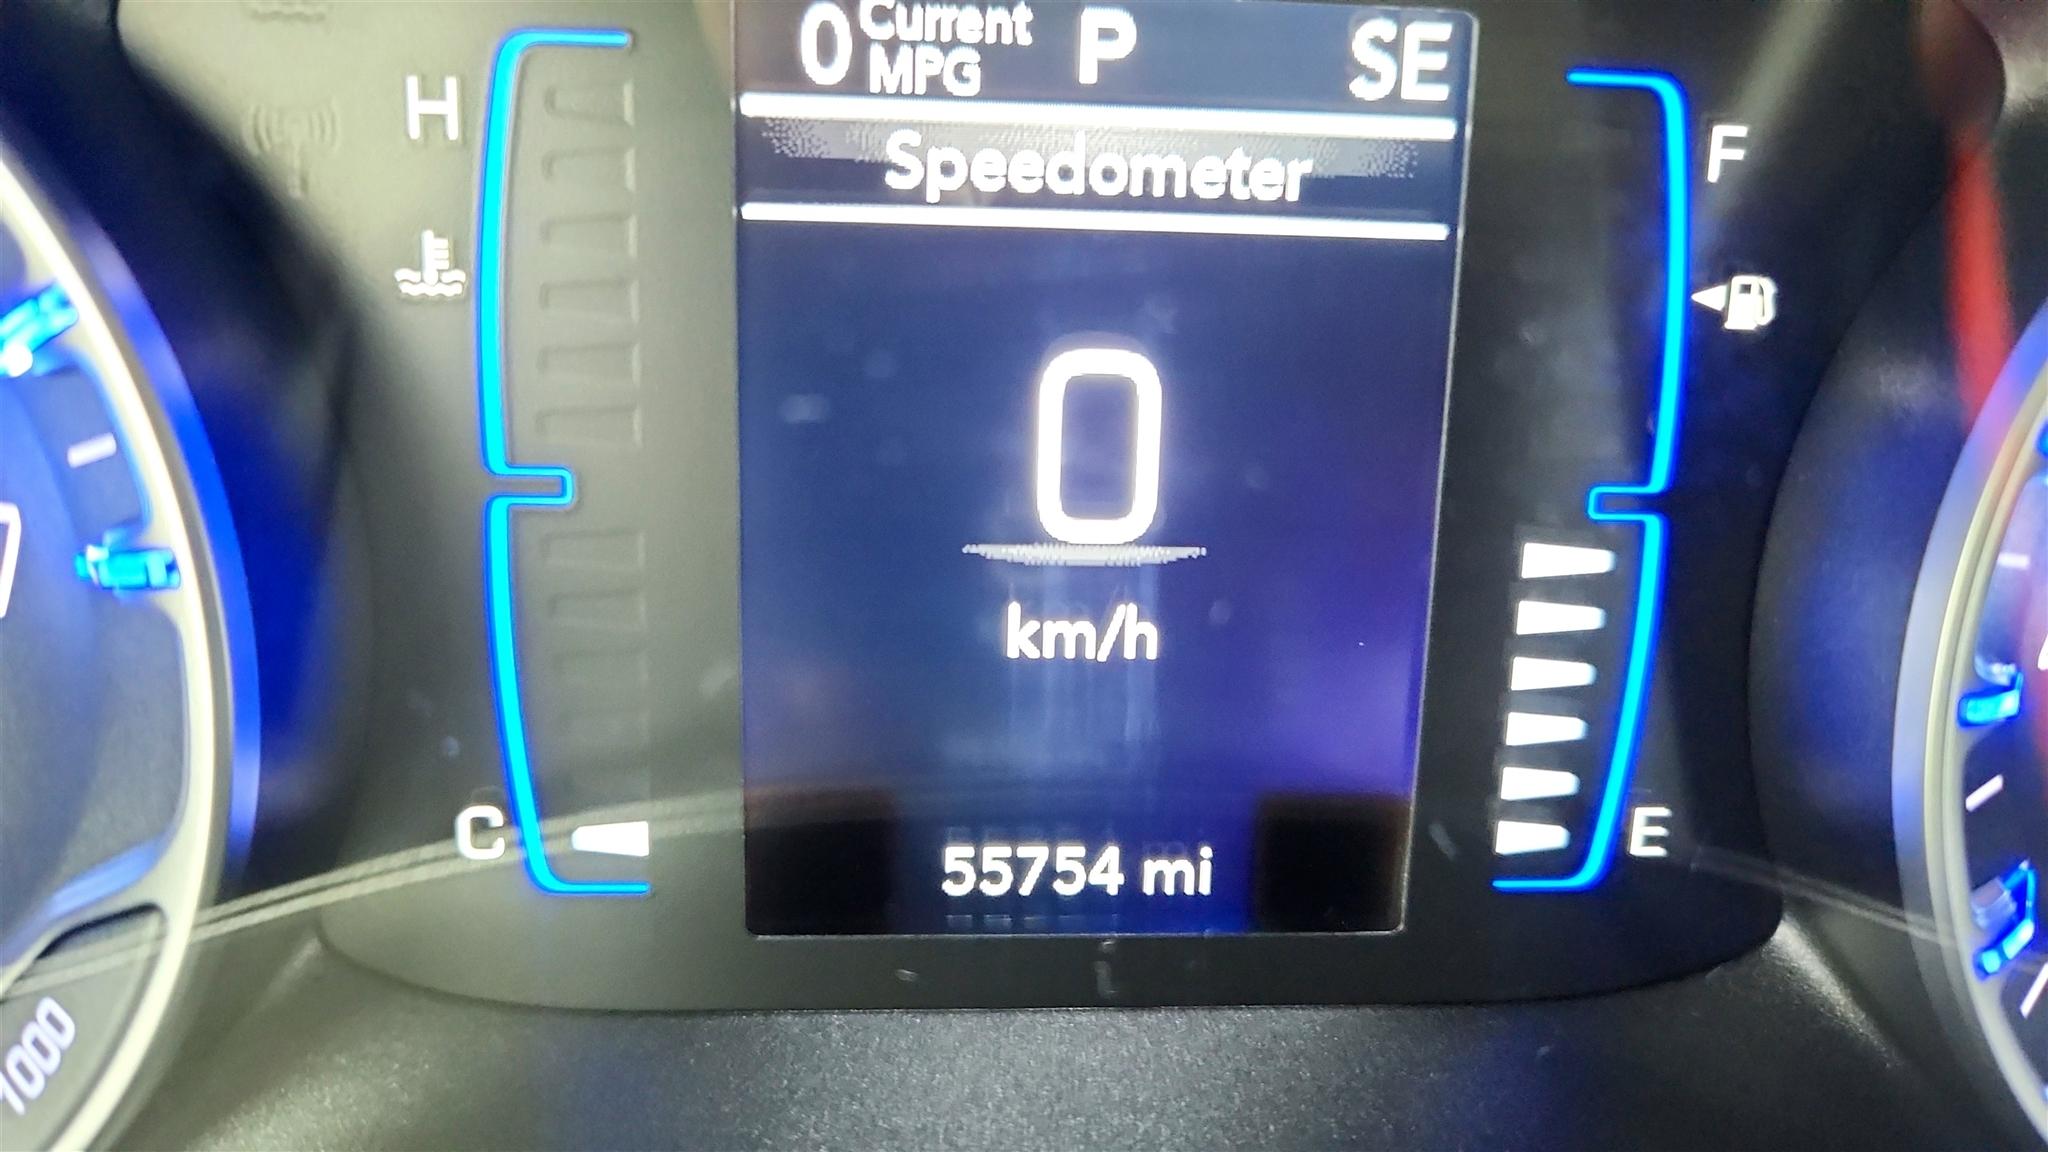 0 Current MPG P SE
H
F
Speedometer
0
km/h
C
E
55754 mi
1000